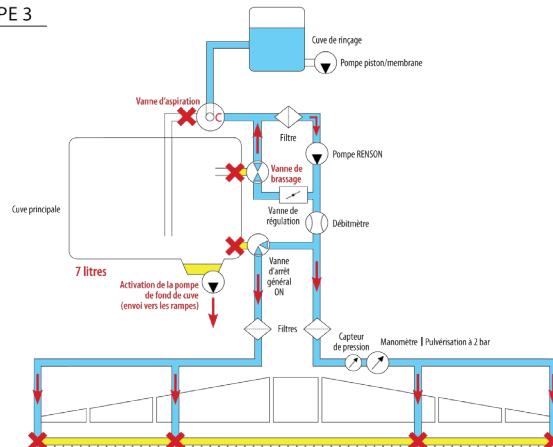 PE 3
Cuve de rinçage
Pompe piston/membrane
Vanne d'aspiration
C
Filtre
Pompe RENSON
Vanne de
brassage
Cuve principale
Vanne de
régulation
Débitmètre
7 litres
Vanne
d'arrêt
général
ON
Activation de la pompe
de fond de cuve
(envoi vers les rampes)
Filtres
Capteur
de pression
Manomètre | Pulvérisation à 2 bar